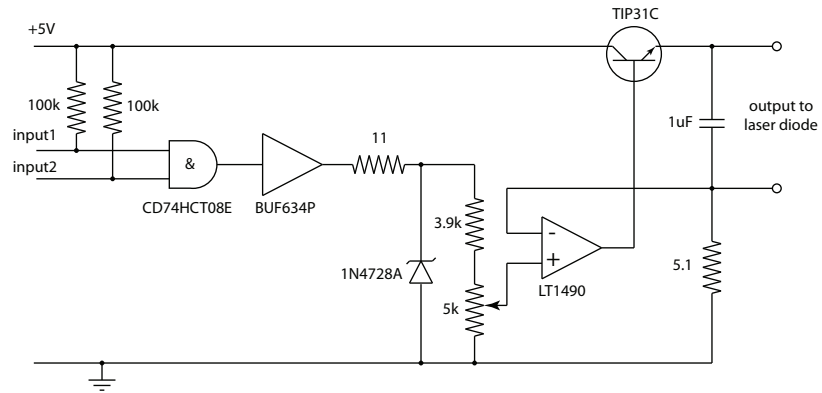 TIP31C
+5V
100k
100k
1uF
output to
laser diode
input1
11
input2
&
CD74HCT08E
BUF634P
3.9k
-
+
1N4728A
5.1
LT1490
5k